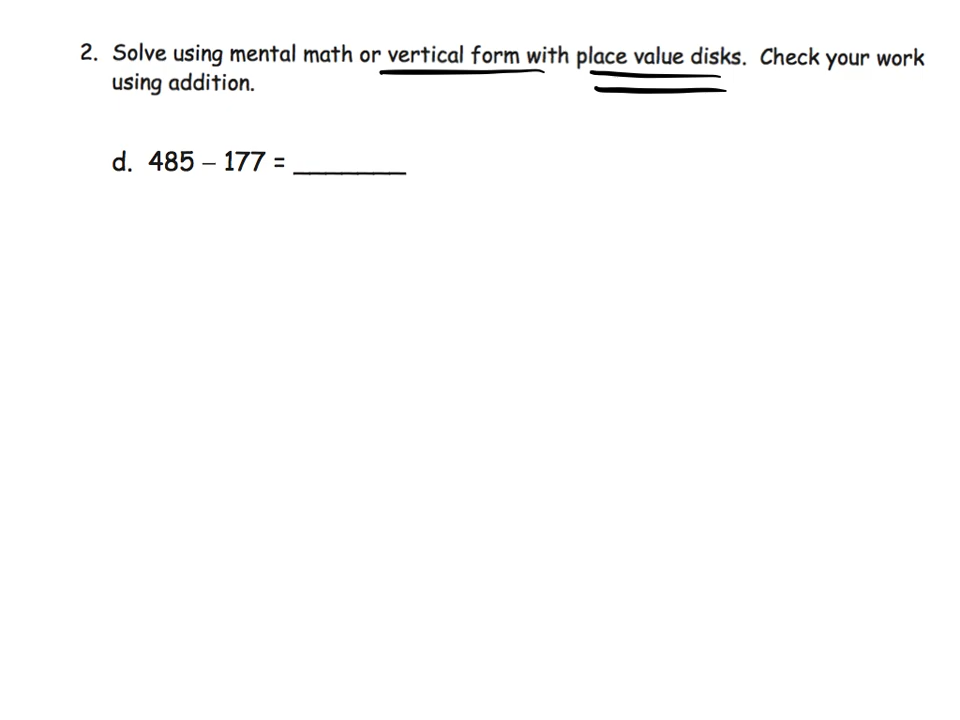 2. Solve using mental math or vertical form with place value disks. Check your work
using addition.
d. 485 – 177 = _______